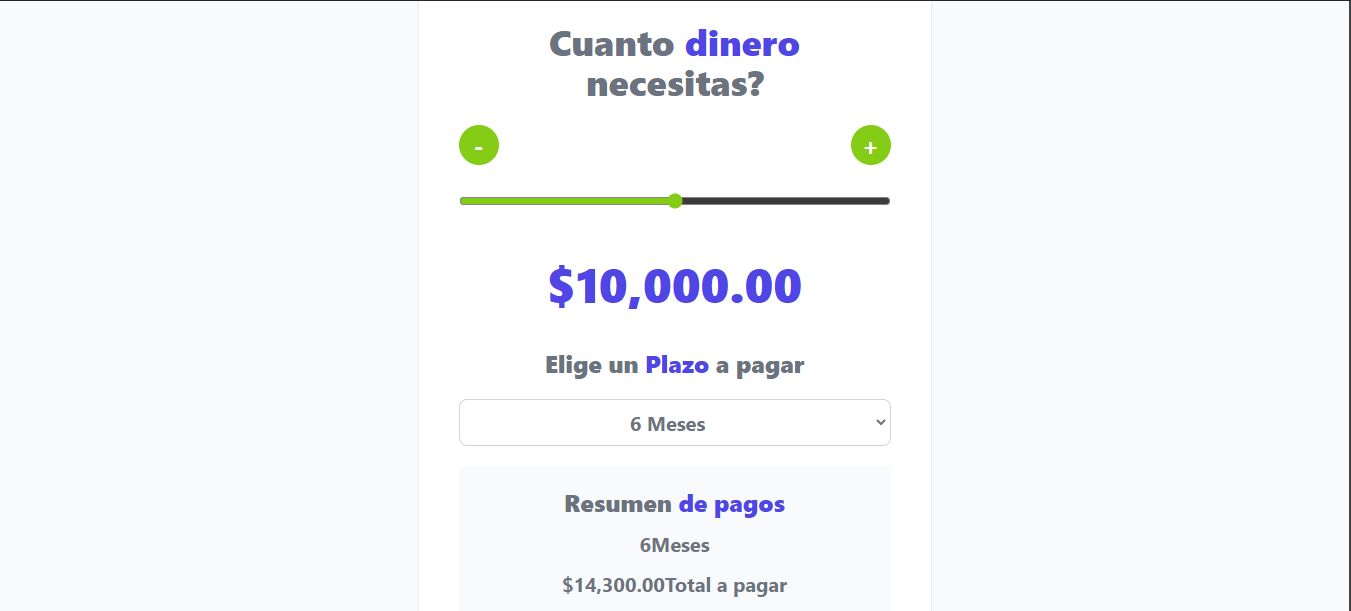 Cuanto dinero
necesitas?
- +
$10,000.00
Elige un Plazo a pagar
6 Meses
Resumen de pagos
6Meses
$14,300.00Total a pagar